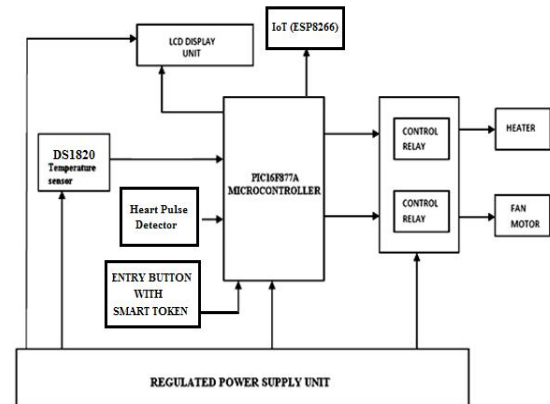 IoT (ESP8266)
LCD DISPLAY
UNIT
DS1820
Temperature
sensor
PIC16F877A
MICROCONTROLLER
CONTROL
RELAY
HEATER
Heart Pulse
Detector
CONTROL
RELAY
FAN
MOTOR
ENTRY BUTTON
WITH
SMART TOKEN
REGULATED POWER SUPPLY UNIT